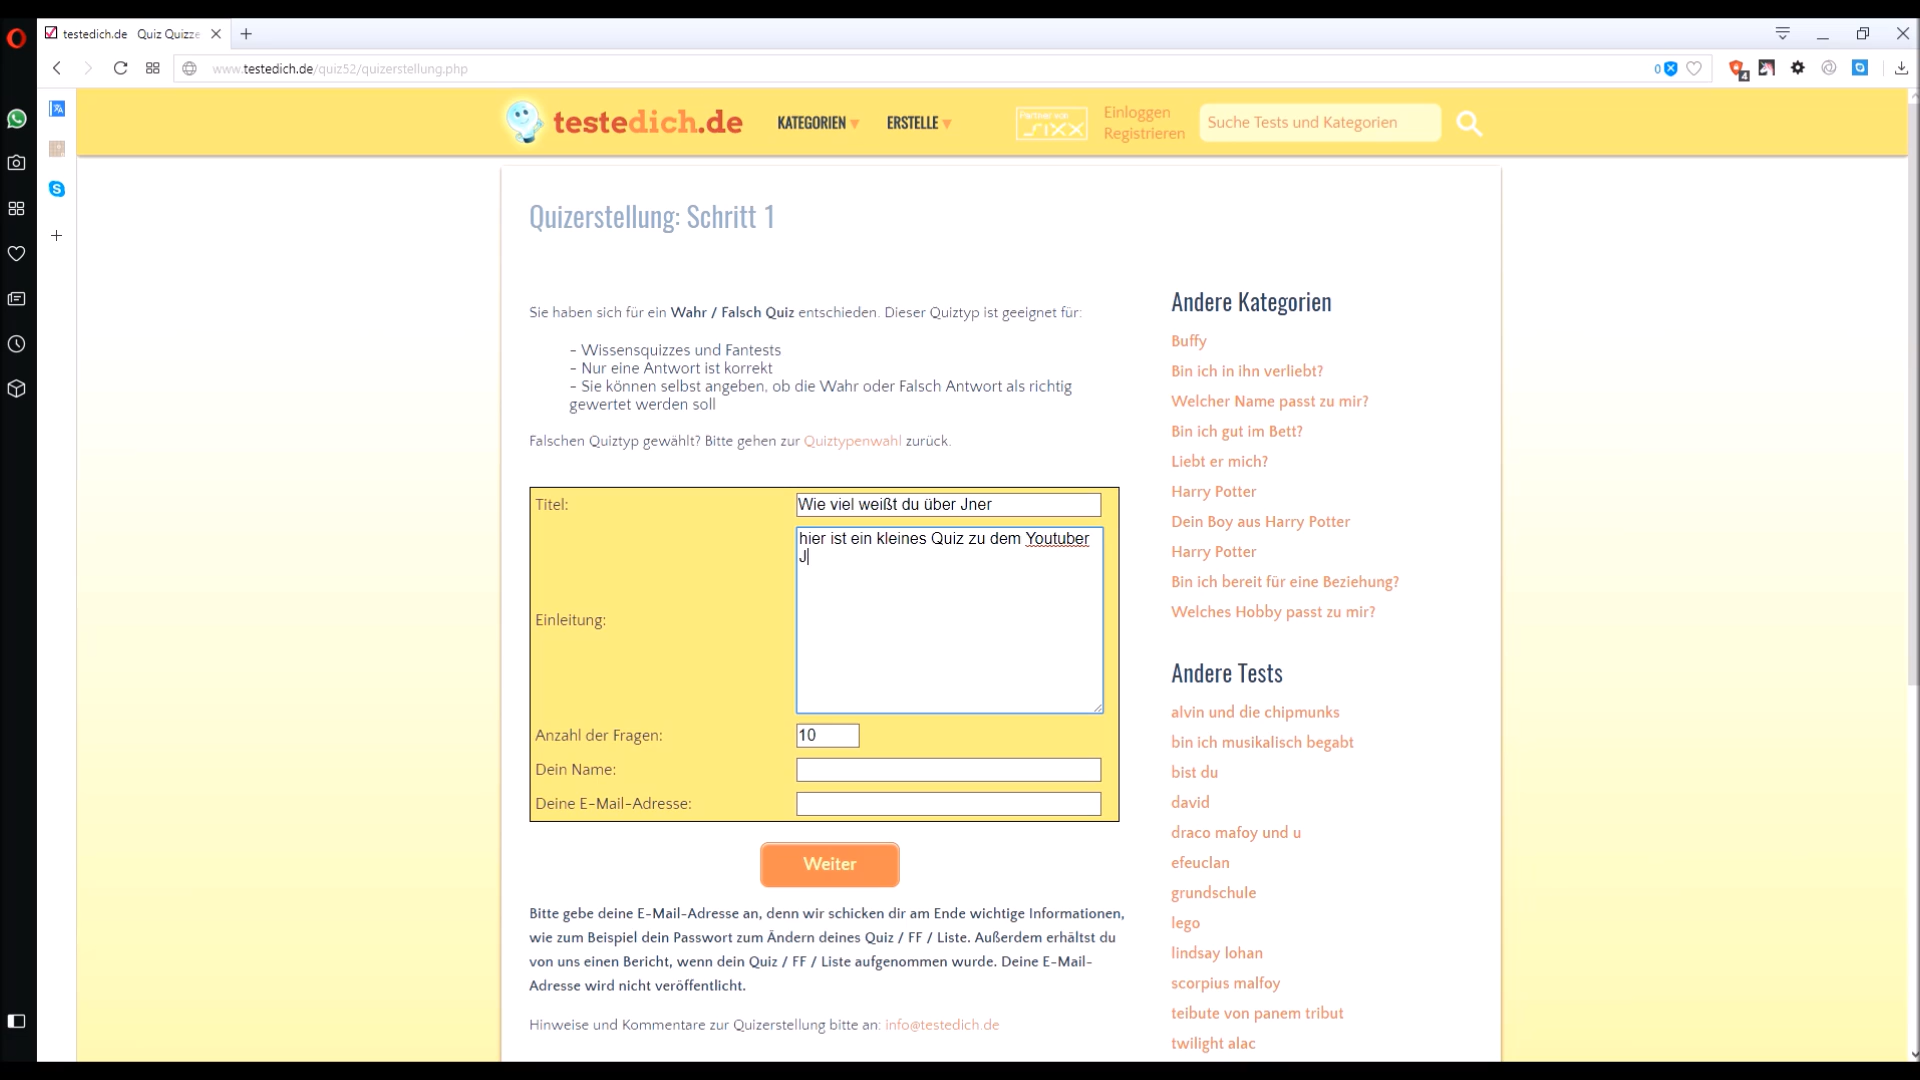 testedich.de Quiz Quizze
www.testedich.de/quiz52/quizerstellung.php
0
4
testedich.de
KATEGORIEN ▼
ERSTELLE ▼
Partner von
sixx
Einloggen
Registrieren
Suche Tests und Kategorien
Quizerstellung: Schritt 1
Sie haben sich für ein Wahr / Falsch Quiz entschieden. Dieser Quiztyp ist geeignet für:
- Wissensquizzes und Fantests
- Nur eine Antwort ist korrekt
- Sie können selbst angeben, ob die Wahr oder Falsch Antwort als richtig
gewertet werden soll
Falschen Quiztyp gewählt? Bitte gehen zur Quiztypenwahl zurück.
Titel:
Wie viel weißt du über Jner
Einleitung:
hier ist ein kleines Quiz zu dem Youtuber
J
Anzahl der Fragen:
10
Dein Name:
Deine E-Mail-Adresse:
Weiter
Bitte gebe deine E-Mail-Adresse an, denn wir schicken dir am Ende wichtige Informationen,
wie zum Beispiel dein Passwort zum Ändern deines Quiz / FF / Liste. Außerdem erhältst du
von uns einen Bericht, wenn dein Quiz / FF / Liste aufgenommen wurde. Deine E-Mail-
Adresse wird nicht veröffentlicht.
Hinweise und Kommentare zur Quizerstellung bitte an: info@testedich.de
Andere Kategorien
Buffy
Bin ich in ihn verliebt?
Welcher Name passt zu mir?
Bin ich gut im Bett?
Liebt er mich?
Harry Potter
Dein Boy aus Harry Potter
Harry Potter
Bin ich bereit für eine Beziehung?
Welches Hobby passt zu mir?
Andere Tests
alvin und die chipmunks
bin ich musikalisch begabt
bist du
david
draco mafoy und u
efeuclan
grundschule
lego
lindsay lohan
scorpius malfoy
teibute von panem tribut
twilight alac